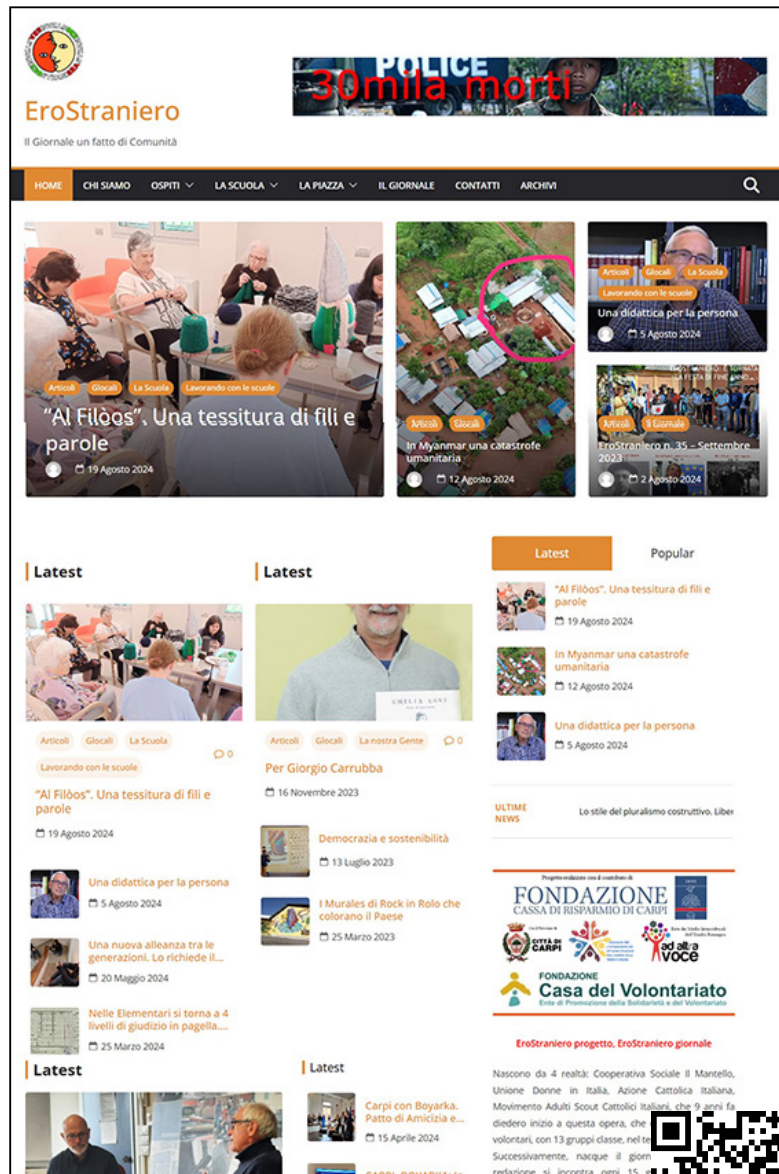 EroStraniero
Il Giornale un fatto di Comunità
POLICE
30mila morti
HOME
CHI SIAMO
OSPITI
LA SCUOLA
LA PIAZZA
IL GIORNALE
CONTATTI
ARCHIVI
Articoli Glocali La Scuola Lavorando con le scuole
"Al Filòos". Una tessitura di fili e
parole
19 Agosto 2024
Articoli Glocali
In Myanmar una catastrofe
umanitaria
12 Agosto 2024
Articoli Glocali La Scuola
Lavorando con le scuole
Una didattica per la persona
5 Agosto 2024
Articoli Il Giornale
EroStraniero n. 35 – Settembre
2023
2 Agosto 2024
Latest
Articoli Glocali La Scuola
Lavorando con le scuole
0
"Al Filòos". Una tessitura di fili e
parole
19 Agosto 2024
Una didattica per la persona
5 Agosto 2024
Una nuova alleanza tra le
generazioni. Lo richiede il...
20 Maggio 2024
Nelle Elementari si torna a 4
livelli di giudizio in pagella....
25 Marzo 2024
Latest
Articoli Glocali La nostra Gente 0
Per Giorgio Carrubba
16 Novembre 2023
Democrazia e sostenibilità
13 Luglio 2023
I Murales di Rock in Rolo che
colorano il Paese
25 Marzo 2023
Latest Popular
"Al Filòos". Una tessitura di fili e
parole
19 Agosto 2024
In Myanmar una catastrofe
umanitaria
12 Agosto 2024
Una didattica per la persona
5 Agosto 2024
ULTIME
NEWS
Lo stile del pluralismo costruttivo. Liber
Progetto realizzato con il contributo di
FONDAZIONE
CASSA DI RISPARMIO DI CARPI
CITTÀ DI
CARPI
ad altra
voce
FONDAZIONE
Casa del Volontariato
Ente di Promozione della Solidarietà e del Volontariato
EroStraniero progetto, EroStraniero giornale
Nascono da 4 realtà: Cooperativa Sociale Il Mantello,
Unione Donne in Italia, Azione Cattolica Italiana,
Movimento Adulti Scout Cattolici Italiani, che 9 anni fa
diedero inizio a questa opera, che
volontari, con 13 gruppi classe, nel
Successivamente, nacque il giorn
redazione si incontra ogni 15
Latest
Latest
Carpi con Boyarka.
Patto di Amicizia e...
15 Aprile 2024